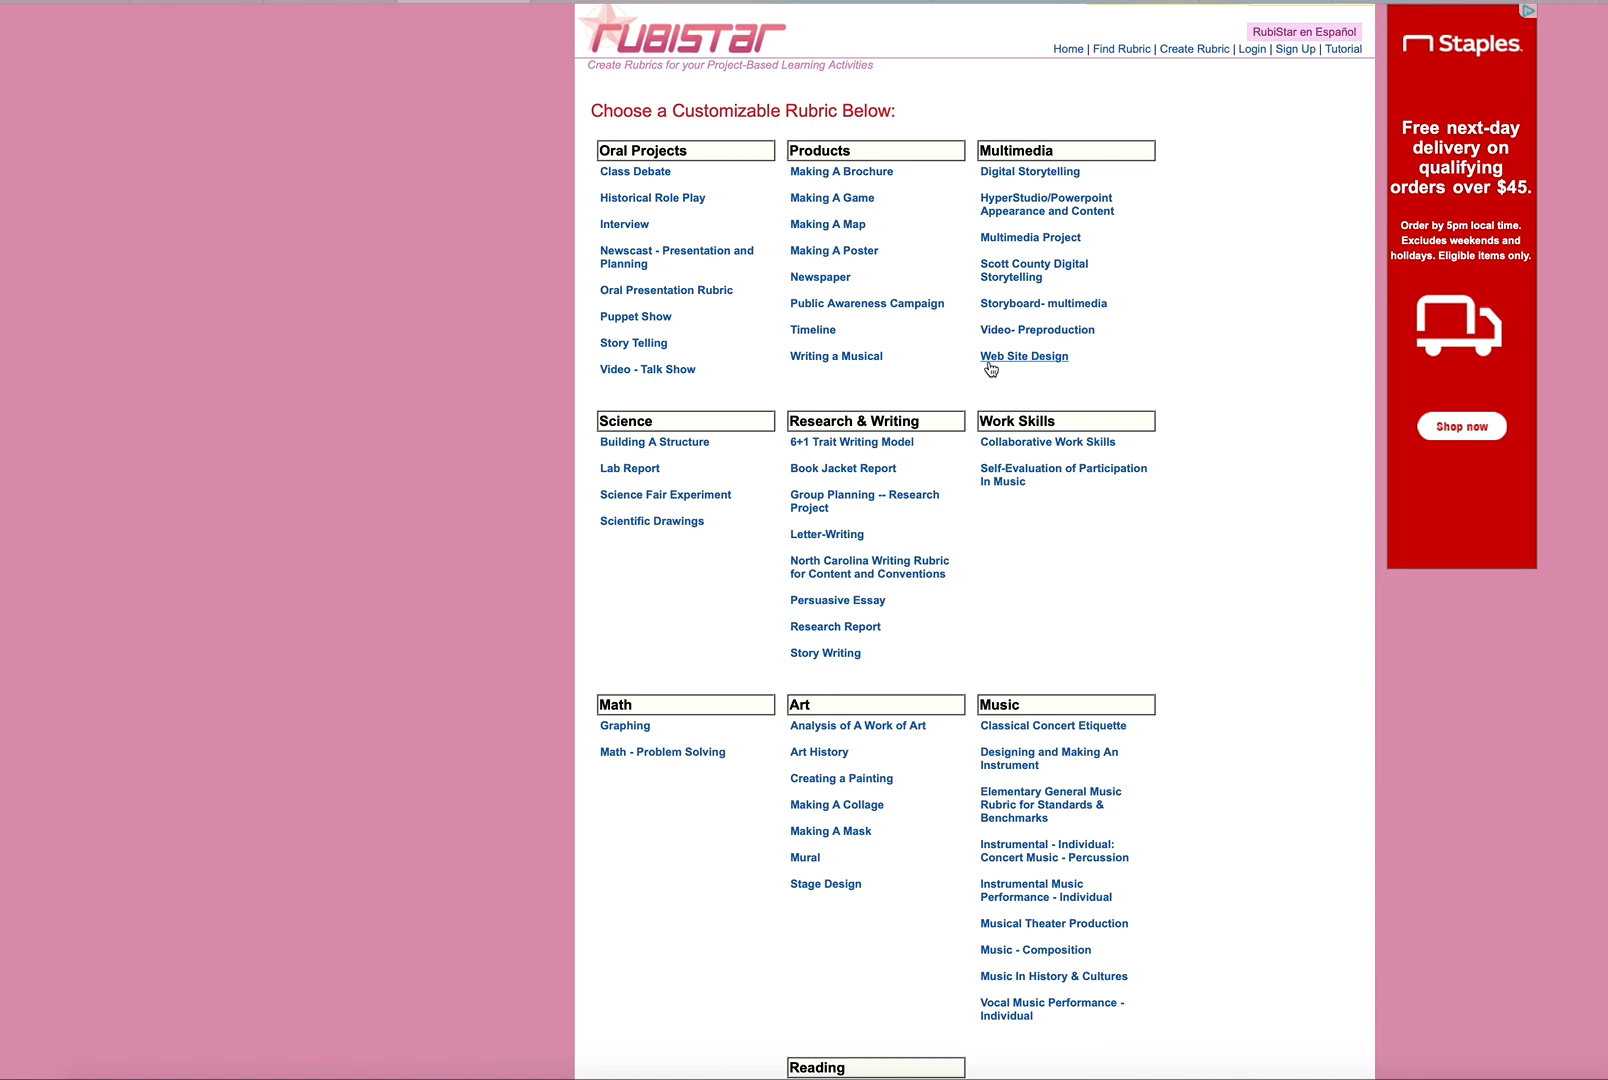 RUBISTAR
Create Rubrics for your Project-Based Learning Activities
RubiStar en Español
Home | Find Rubric | Create Rubric | Login | Sign Up | Tutorial
Choose a Customizable Rubric Below:
Oral Projects
Class Debate
Historical Role Play
Interview
Newscast - Presentation and
Planning
Oral Presentation Rubric
Puppet Show
Story Telling
Video - Talk Show
Products
Making A Brochure
Making A Game
Making A Map
Making A Poster
Newspaper
Public Awareness Campaign
Timeline
Writing a Musical
Multimedia
Digital Storytelling
HyperStudio/Powerpoint
Appearance and Content
Multimedia Project
Scott County Digital
Storytelling
Storyboard- multimedia
Video- Preproduction
Web Site Design
Science
Building A Structure
Lab Report
Science Fair Experiment
Scientific Drawings
Research & Writing
6+1 Trait Writing Model
Book Jacket Report
Group Planning -- Research
Project
Letter-Writing
North Carolina Writing Rubric
for Content and Conventions
Persuasive Essay
Research Report
Story Writing
Work Skills
Collaborative Work Skills
Self-Evaluation of Participation
In Music
Math
Graphing
Math - Problem Solving
Art
Analysis of A Work of Art
Art History
Creating a Painting
Making A Collage
Making A Mask
Mural
Stage Design
Music
Classical Concert Etiquette
Designing and Making An
Instrument
Elementary General Music
Rubric for Standards &
Benchmarks
Instrumental - Individual:
Concert Music - Percussion
Instrumental Music
Performance - Individual
Musical Theater Production
Music - Composition
Music In History & Cultures
Vocal Music Performance -
Individual
Reading
Staples.
Free next-day
delivery on
qualifying
orders over $45.
Order by 5pm local time.
Excludes weekends and
holidays. Eligible items only.
Shop now